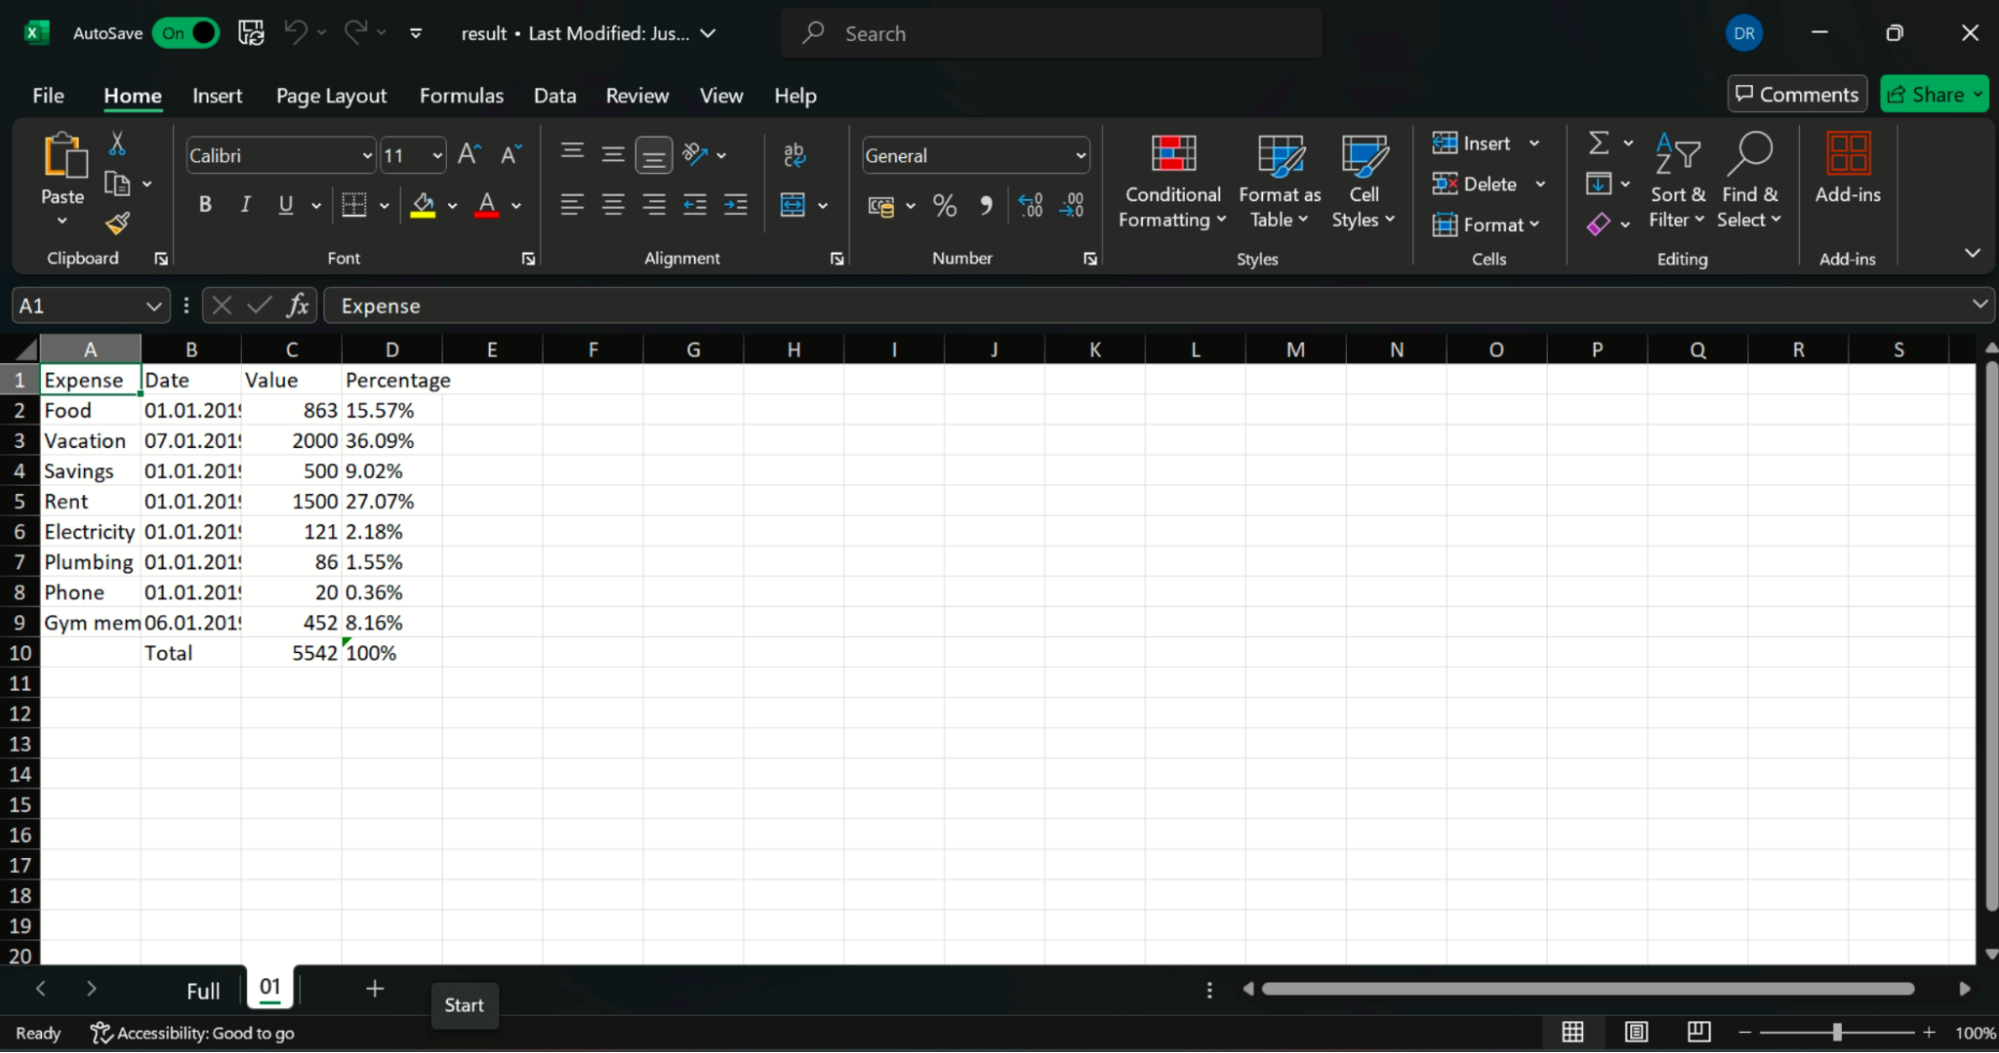 AutoSave On result • Last Modified: Jus... Search DR
File Home Insert Page Layout Formulas Data Review View Help Comments Share
Paste Calibri 11 General Conditional Formatting Format as Table Cell Styles Insert Delete Format Sort & Filter Find & Select Add-ins
Clipboard Font Alignment Number Styles Cells Editing Add-ins
A1 fx Expense
A B C D E F G H I J K L M N O P Q R S
1 Expense Date Value Percentage
2 Food 01.01.201 863 15.57%
3 Vacation 07.01.201 2000 36.09%
4 Savings 01.01.201 500 9.02%
5 Rent 01.01.201 1500 27.07%
6 Electricity 01.01.201 121 2.18%
7 Plumbing 01.01.201 86 1.55%
8 Phone 01.01.201 20 0.36%
9 Gym mem 06.01.201 452 8.16%
10 Total 5542 100%
11
12
13
14
15
16
17
18
19
20
Full 01 + Start
Ready Accessibility: Good to go 100%